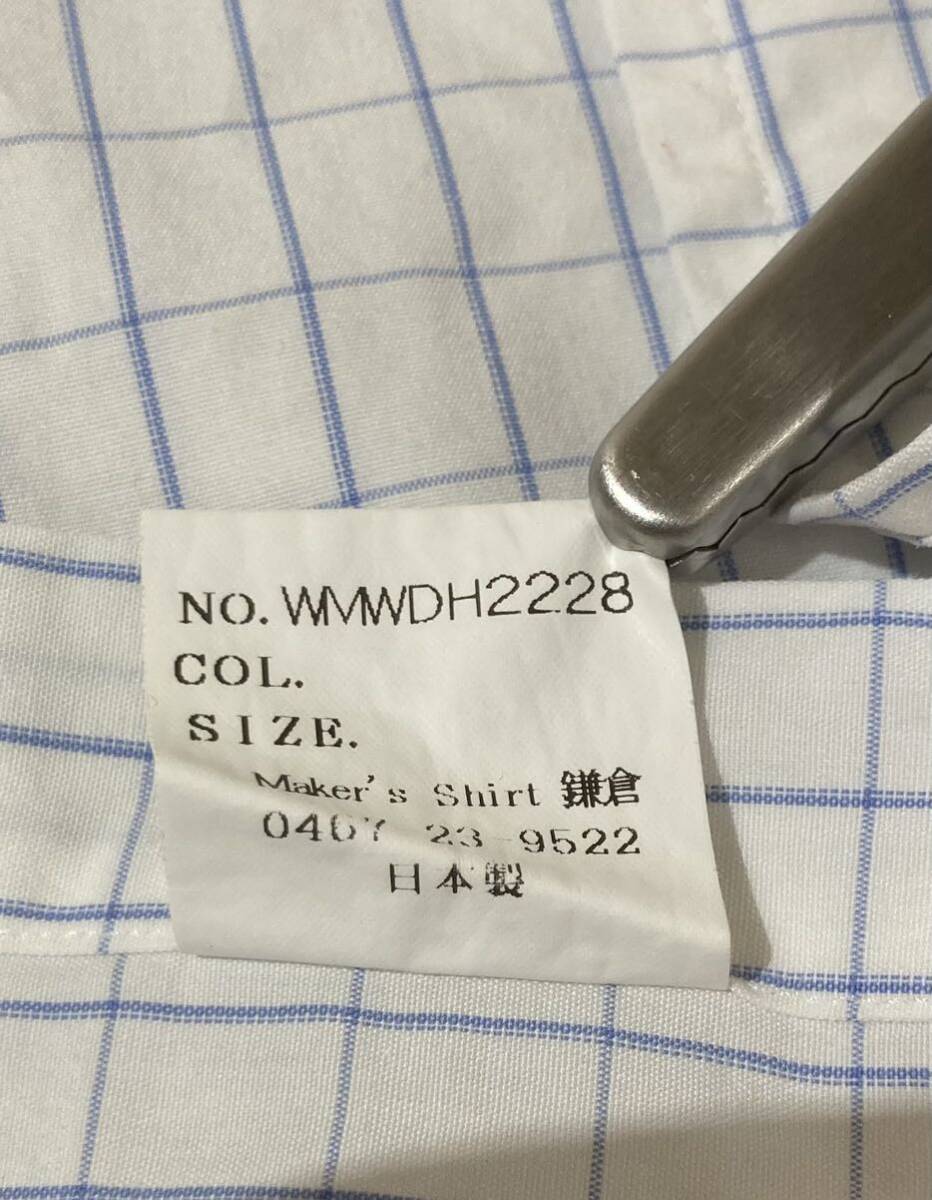 NO. WMWDH2228
COL.
SIZE.
Maker's Shirt 鎌倉
0467 23-9522
日本製